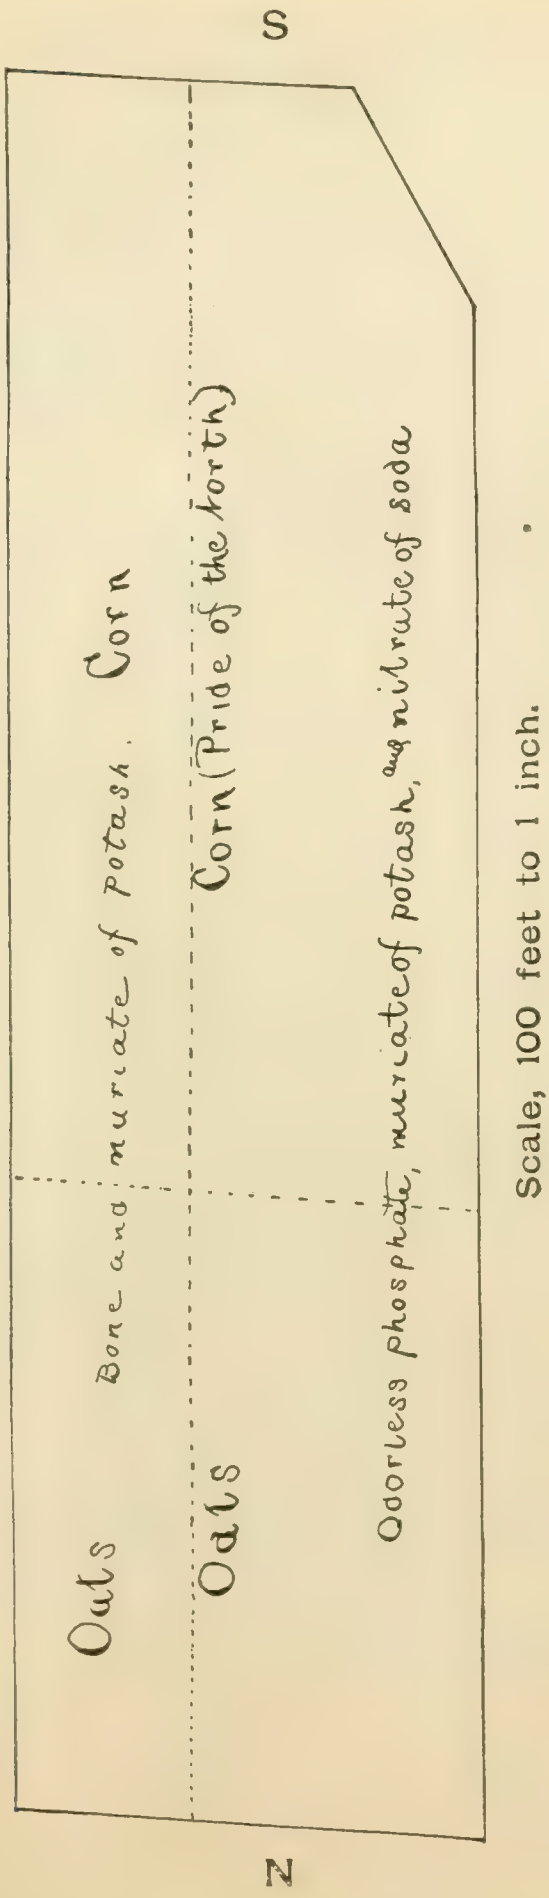 Oats Bone and muriate of potash. Corn
N S
Oats Corn (Pride of the North)
Odorless phosphate, muriate of potash, and nitrate of soda
Scale, 100 feet to 1 inch.